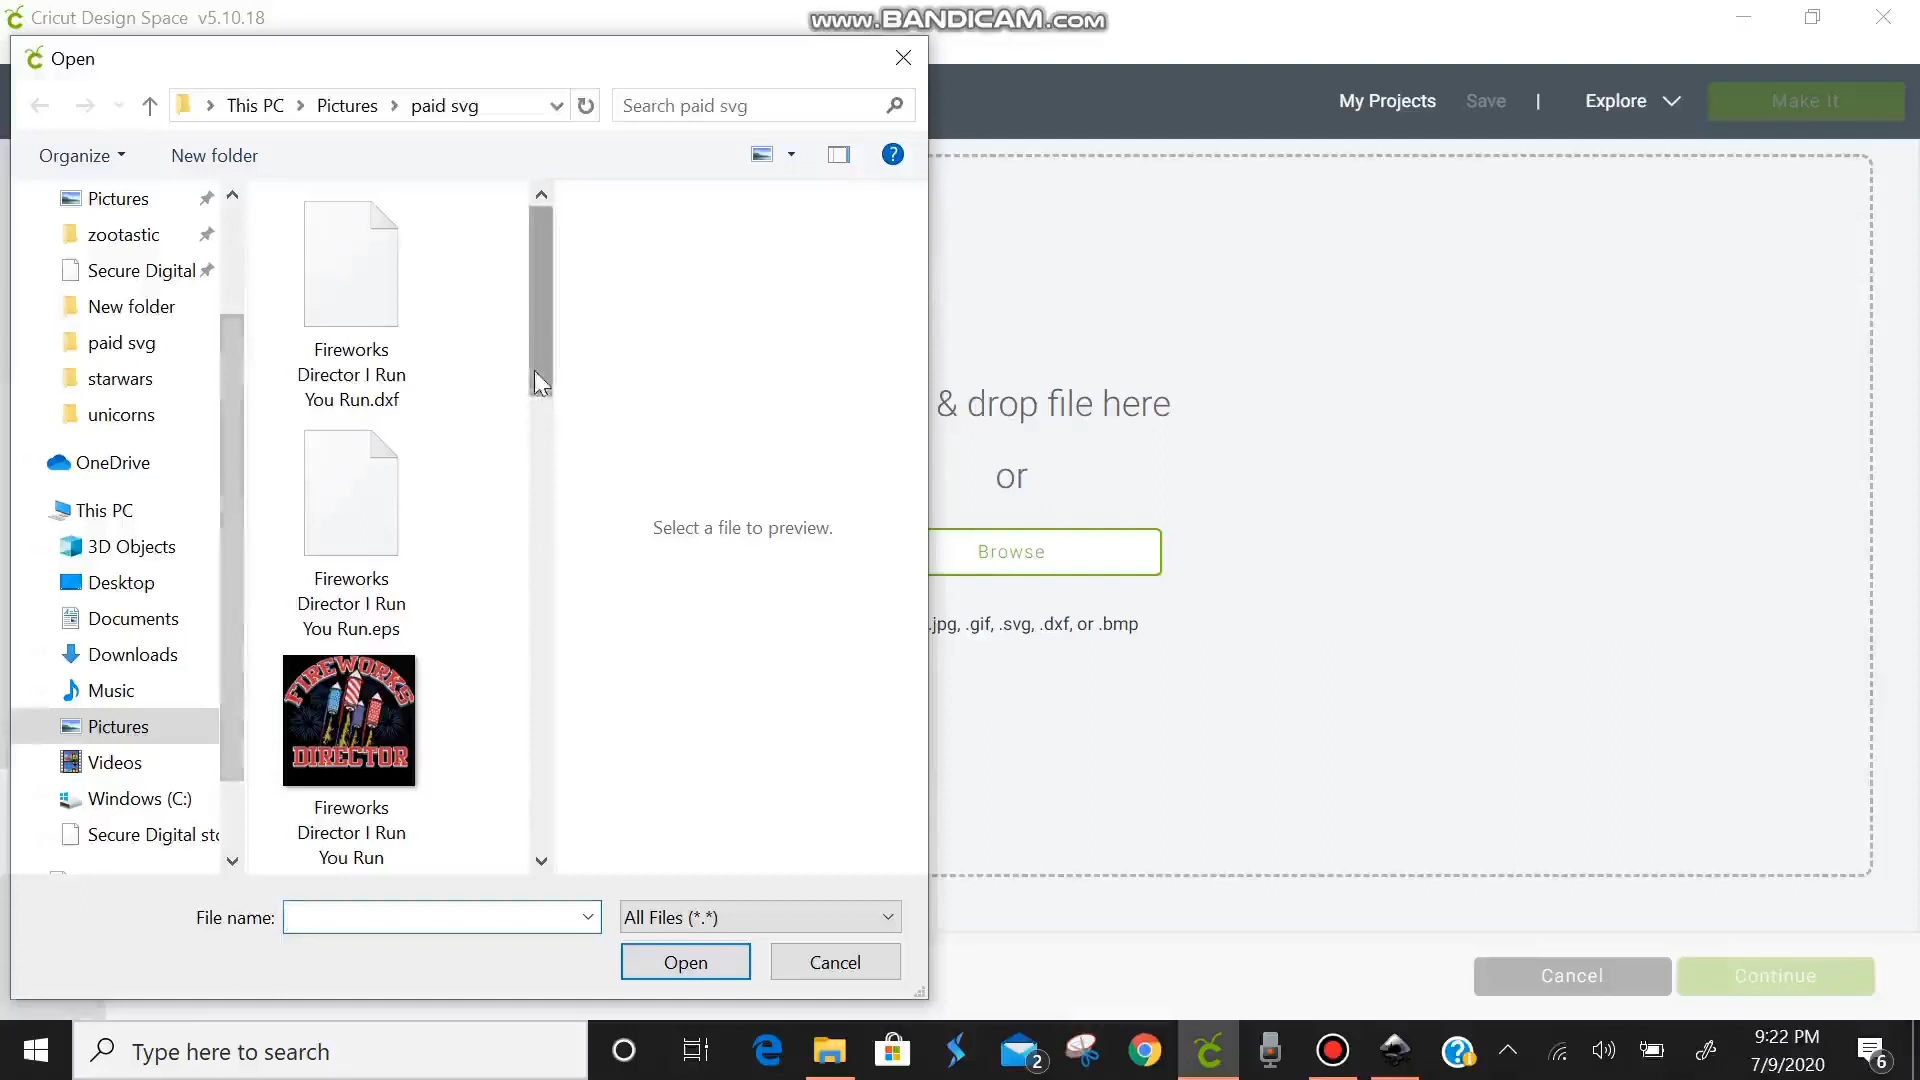 Cricut Design Space v5.10.18
www.BANDICAM.com
Open
This PC
Pictures
paid svg
Search paid svg
My Projects
Save
|
Explore
Make It
Organize
New folder
Pictures
zootastic
Secure Digital
New folder
paid svg
starwars
unicorns
OneDrive
This PC
3D Objects
Desktop
Documents
Downloads
Music
Pictures
Videos
Windows (C:)
Secure Digital sto
Fireworks
Director I Run
You Run.dxf
Fireworks
Director I Run
You Run.eps
FIREWORKS
DIRECTOR
Fireworks
Director I Run
You Run
Select a file to preview.
& drop file here
or
Browse
.jpg, .gif, .svg, .dxf, or .bmp
File name:
All Files (*.*)
Open
Cancel
Cancel
Continue
Type here to search
2
9:22 PM
7/9/2020
6